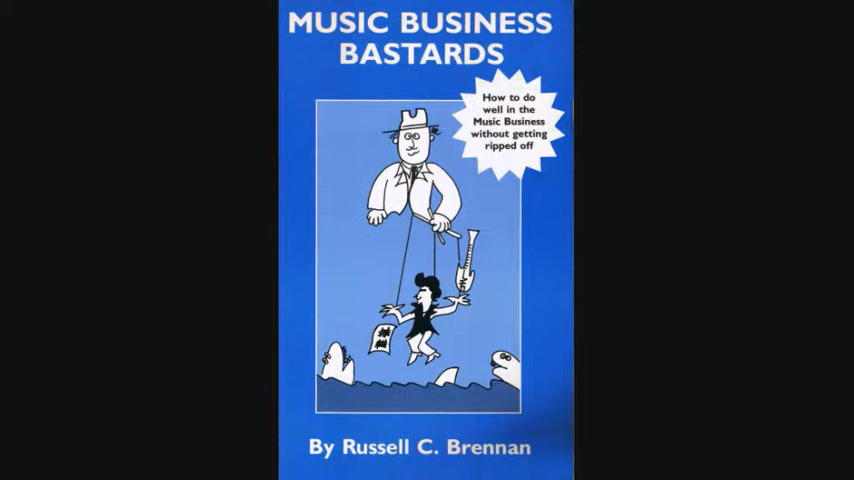 MUSIC BUSINESS
BASTARDS
How to do
well in the
Music Business
without getting
ripped off
By Russell C. Brennan